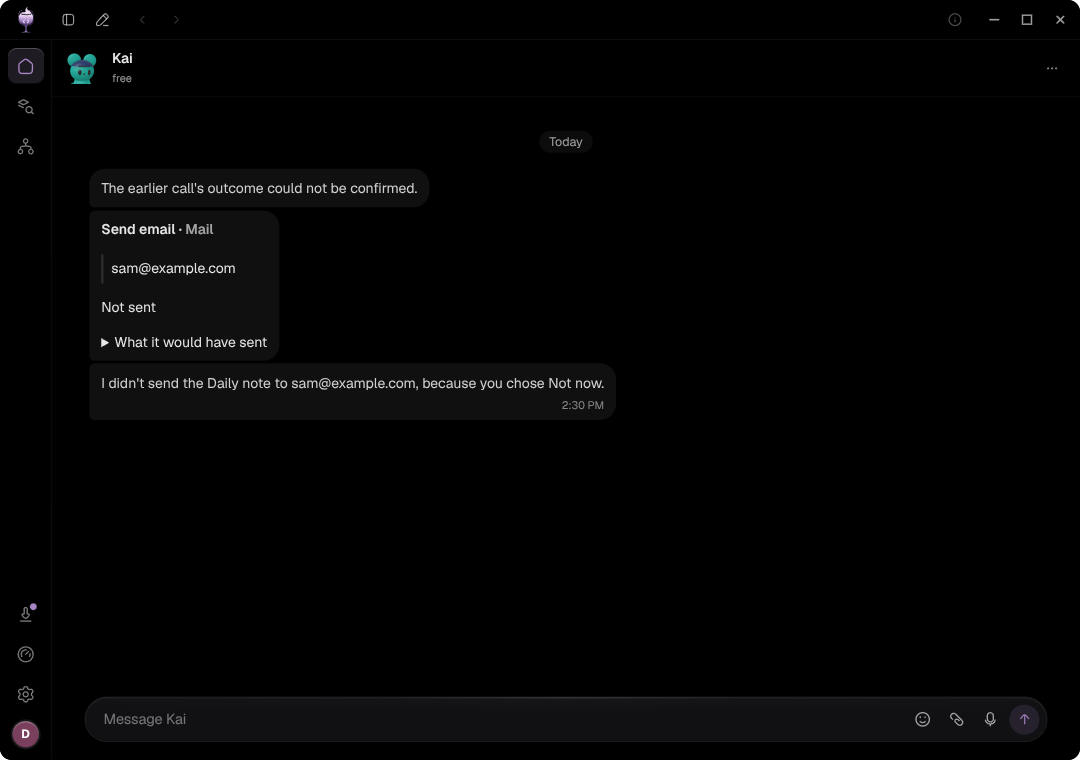 Kai
free
Today
The earlier call's outcome could not be confirmed.
Send email · Mail
sam@example.com
Not sent
What it would have sent
I didn't send the Daily note to sam@example.com, because you chose Not now.
2:30 PM
D
Message Kai